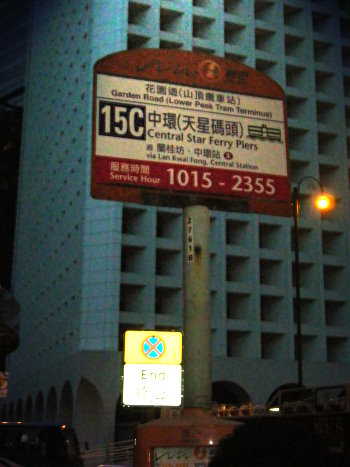 花園道(山頂纜車站)
Garden Road (Lower Peak Tram Terminus)
15C 中環(天星碼頭)
Central Star Ferry Piers
經 蘭桂坊、中環站
via Lan Kwai Fong, Central Station
服務時間
Service Hour 1015 - 2355
2761B
End